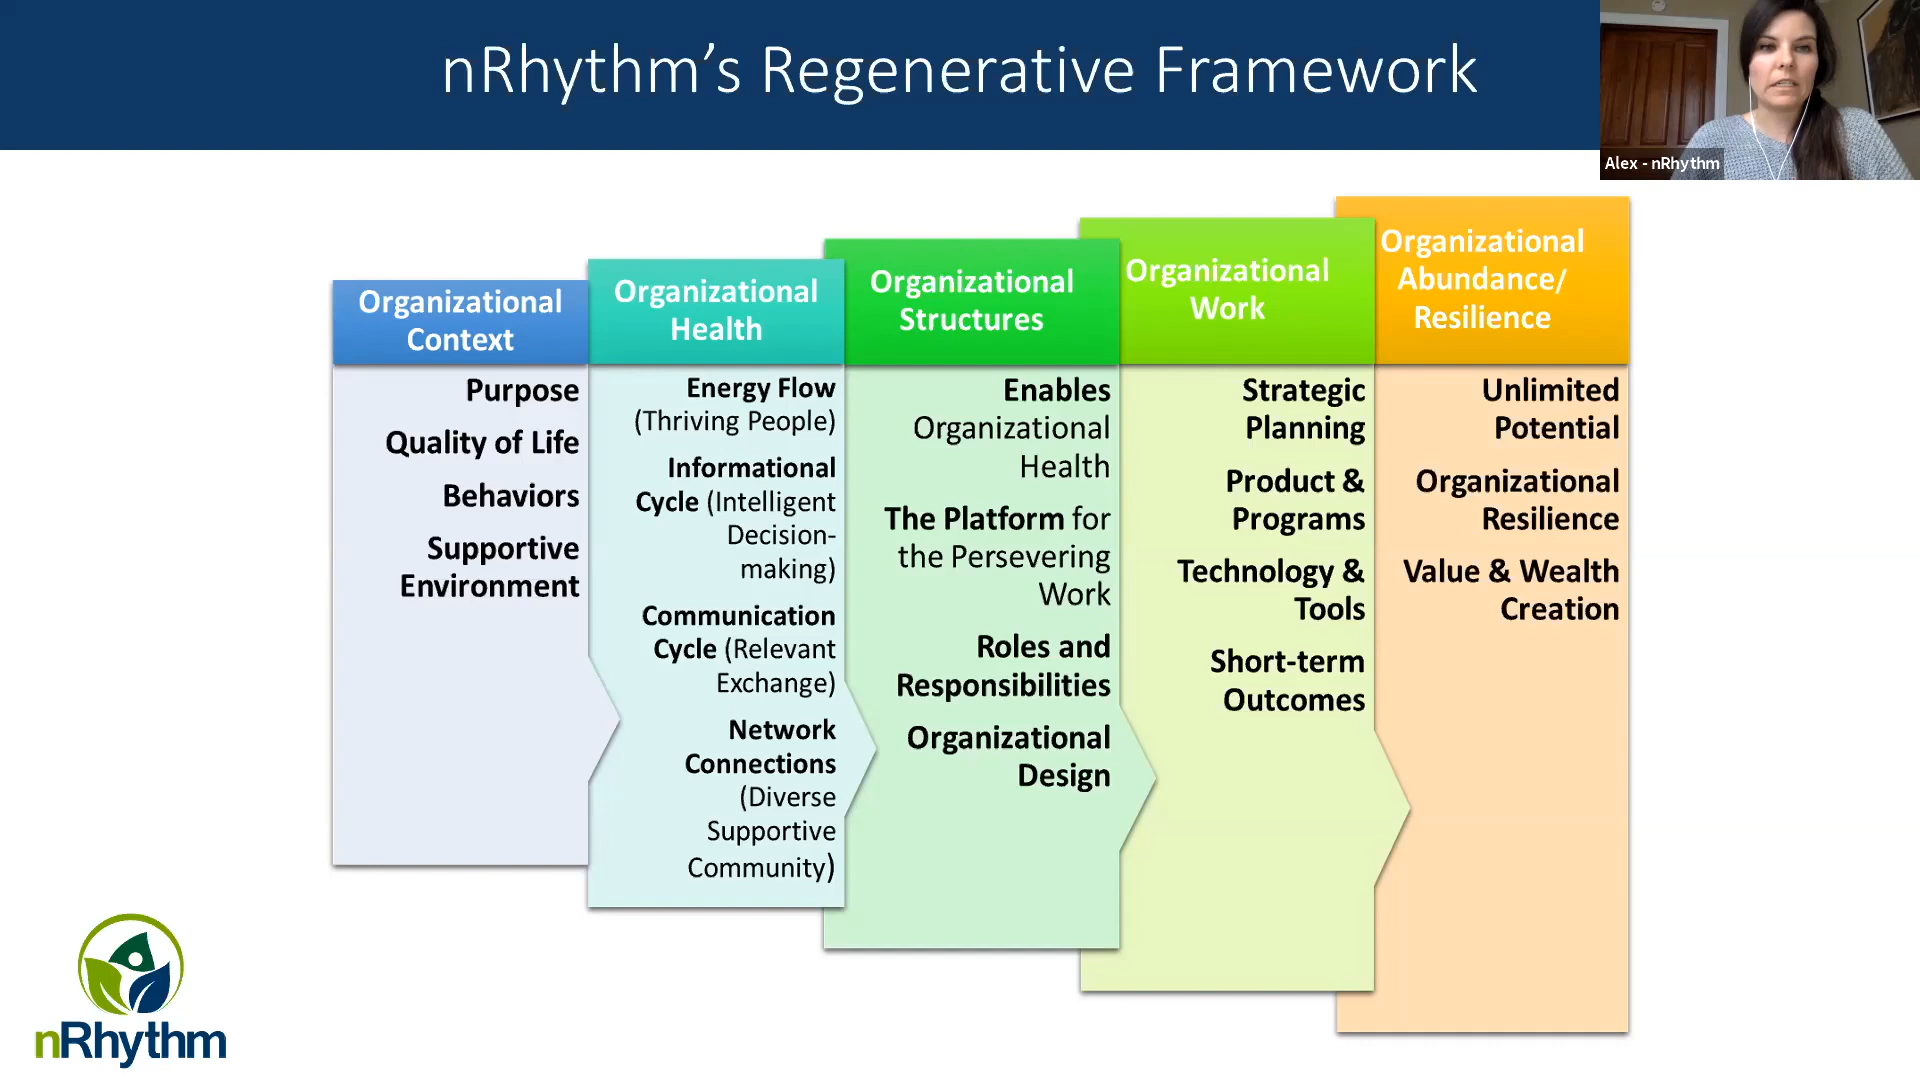 nRhythm’s Regenerative Framework
Alex - nRhythm
Organizational
Context
Purpose
Quality of Life
Behaviors
Supportive
Environment
Organizational
Health
Energy Flow
(Thriving People)
Informational
Cycle (Intelligent
Decision-
making)
Communication
Cycle (Relevant
Exchange)
Network
Connections
(Diverse
Supportive
Community)
Organizational
Structures
Enables
Organizational
Health
The Platform for
the Persevering
Work
Roles and
Responsibilities
Organizational
Design
Organizational
Work
Strategic
Planning
Product &
Programs
Technology &
Tools
Short-term
Outcomes
Organizational
Abundance/
Resilience
Unlimited
Potential
Organizational
Resilience
Value & Wealth
Creation
nRhythm